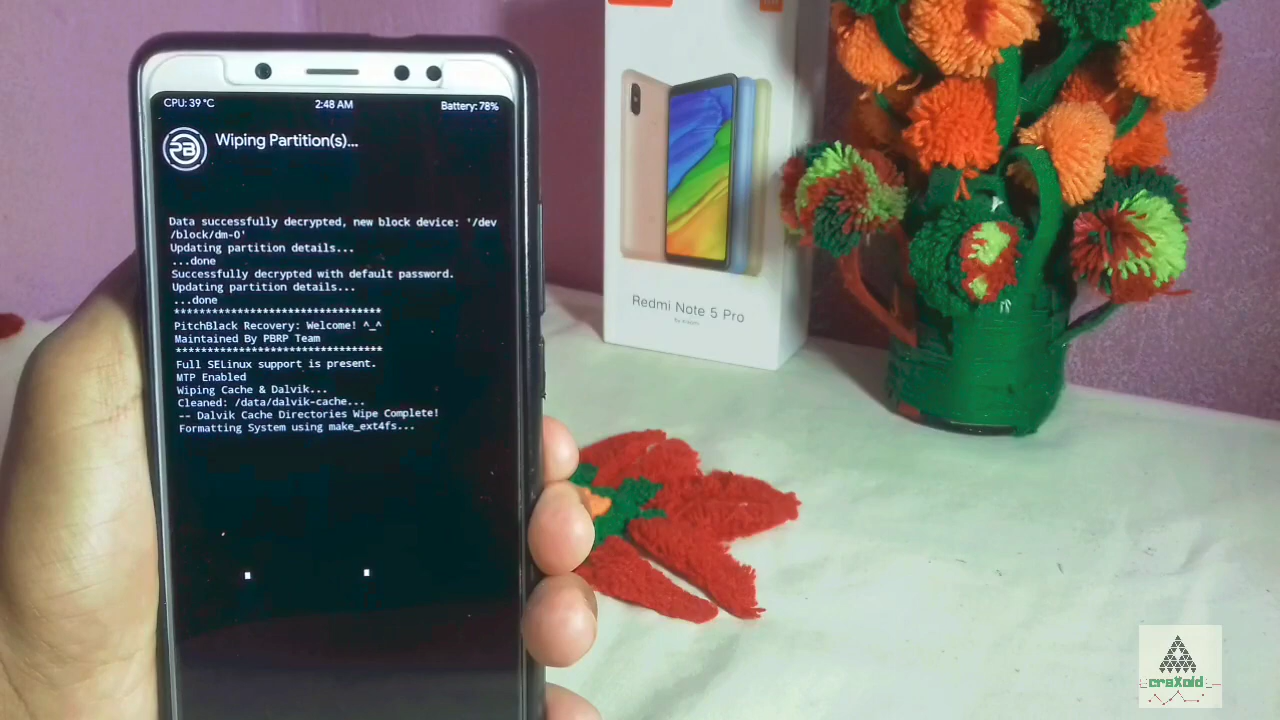 CPU: 39 °C 2:48 AM Battery: 78%
Wiping Partition(s)...
Data successfully decrypted, new block device: '/dev
/block/dm-0'
Updating partition details...
...done
Successfully decrypted with default password.
Updating partition details...
...done
*********************************
PitchBlack Recovery: Welcome! ^_^
Maintained By PBRP Team
*********************************
Full SELinux support is present.
MTP Enabled
Wiping Cache & Dalvik...
Cleaned: /data/dalvik-cache...
-- Dalvik Cache Directories Wipe Complete!
Formatting System using make_ext4fs...
Redmi Note 5 Pro
By Xiaomi
craXoid